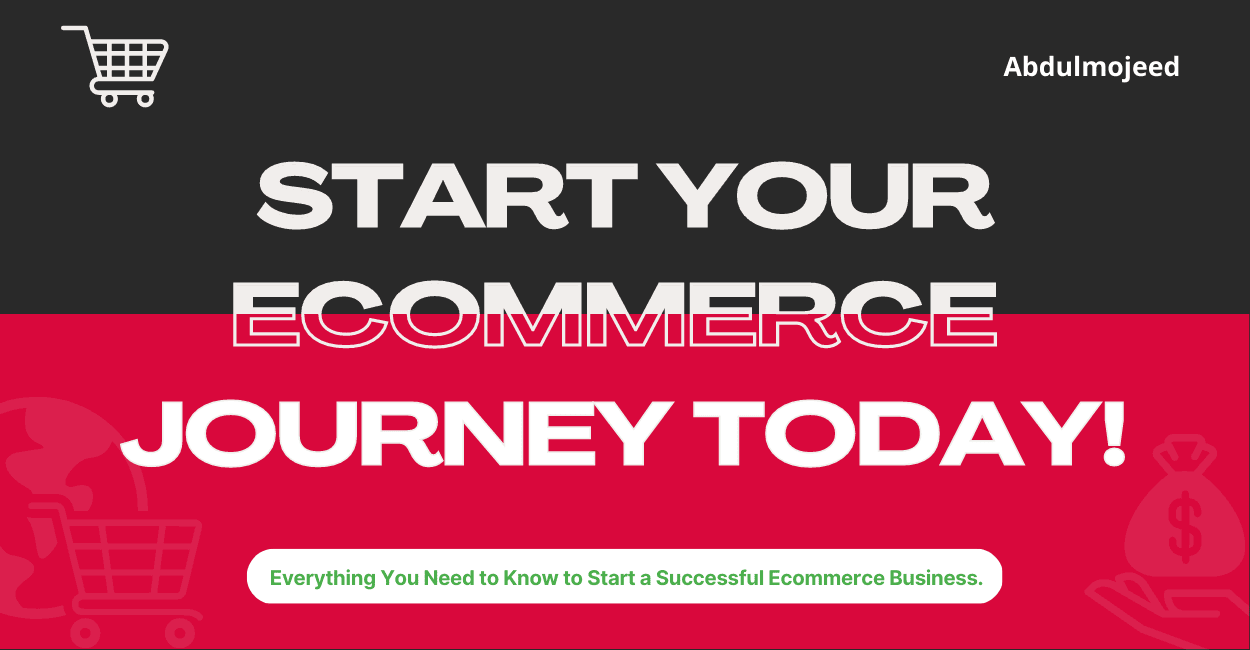 Abdulmojeed
START YOUR
ECOMMERCE
JOURNEY TODAY!
Everything You Need to Know to Start a Successful Ecommerce Business.
$